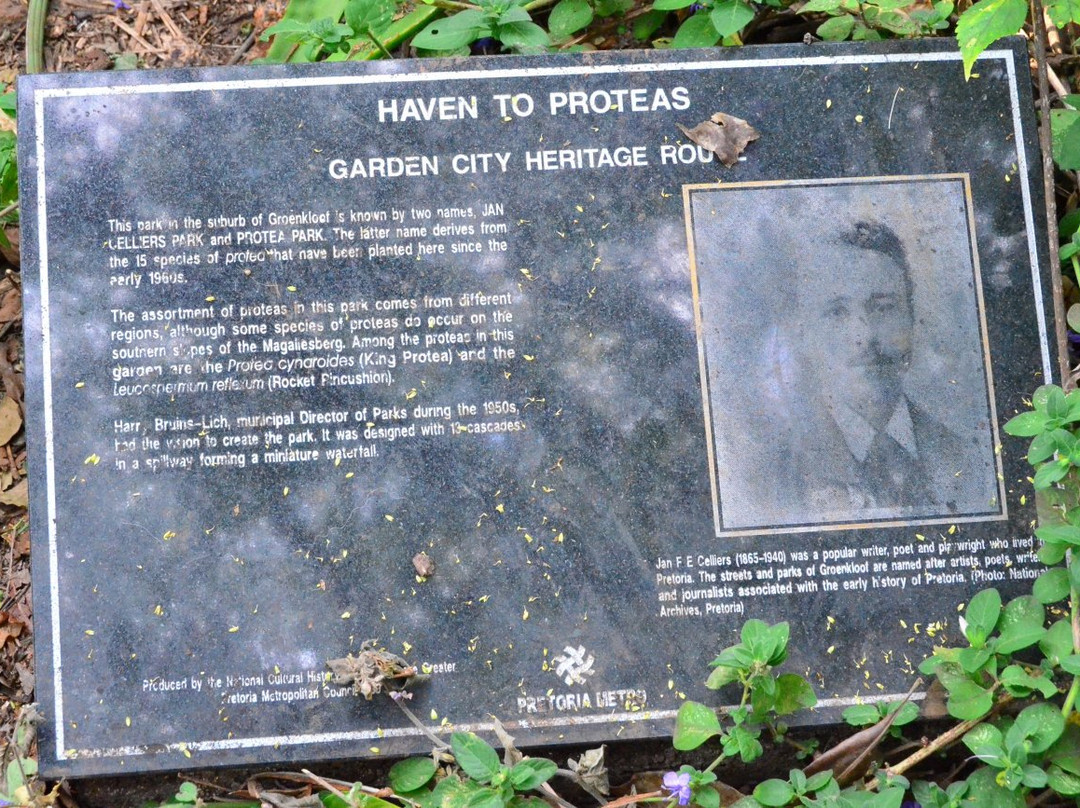 HAVEN TO PROTEAS
GARDEN CITY HERITAGE ROUTE
This park in the suburb of Groenkloof is known by two names, JAN
CELLIERS PARK and PROTEA PARK. The latter name derives from
the 15 species of protea that have been planted here since the
early 1960s.
The assortment of proteas in this park comes from different
regions, although some species of proteas do occur on the
southern slopes of the Magaliesberg. Among the proteas in this
garden are the Protea cynaroides (King Protea) and the
Leucospermum reflexum (Rocket Pincushion).
Harry Bruins-Lich, municipal Director of Parks during the 1950s,
had the vision to create the park. It was designed with 13 cascades
in a spillway forming a miniature waterfall.
Jan F E Celliers (1865-1940) was a popular writer, poet and playwright who lived in
Pretoria. The streets and parks of Groenkloof are named after artists, poets, writers
and journalists associated with the early history of Pretoria. (Photo: National
Archives, Pretoria)
Produced by the National Cultural Greater
Pretoria Metropolitan Council
PRETORIA METRO